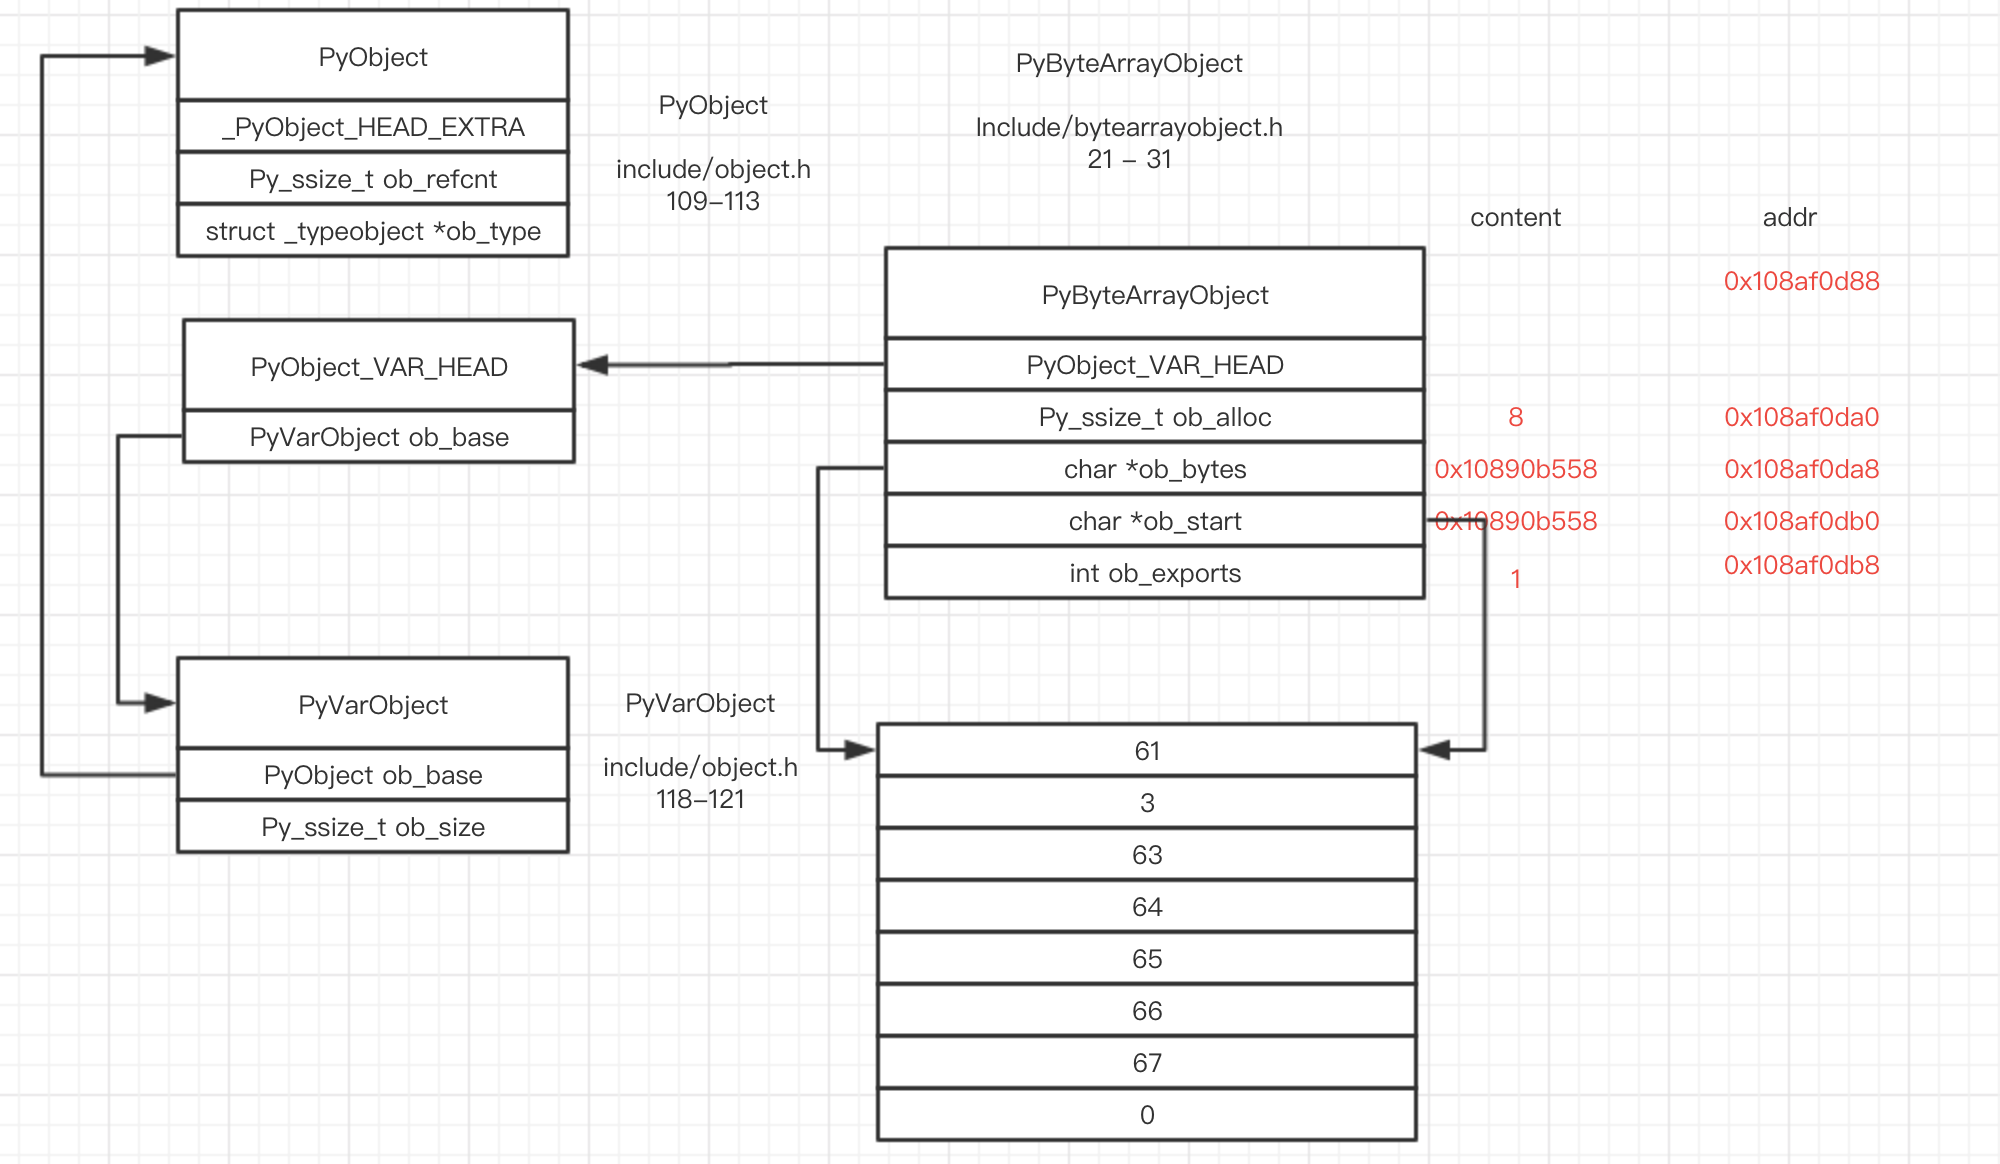 PyObject
_PyObject_HEAD_EXTRA
Py_ssize_t ob_refcnt
struct _typeobject *ob_type
PyObject
include/object.h
109-113
PyByteArrayObject
Include/bytearrayobject.h
21 - 31
content
addr
PyObject_VAR_HEAD
PyVarObject ob_base
PyByteArrayObject
0x108af0d88
PyObject_VAR_HEAD
Py_ssize_t ob_alloc
8
0x108af0da0
char *ob_bytes
0x10890b558
0x108af0da8
char *ob_start
0x10890b558
0x108af0db0
int ob_exports
1
0x108af0db8
PyVarObject
PyObject ob_base
Py_ssize_t ob_size
PyVarObject
include/object.h
118-121
61
3
63
64
65
66
67
0